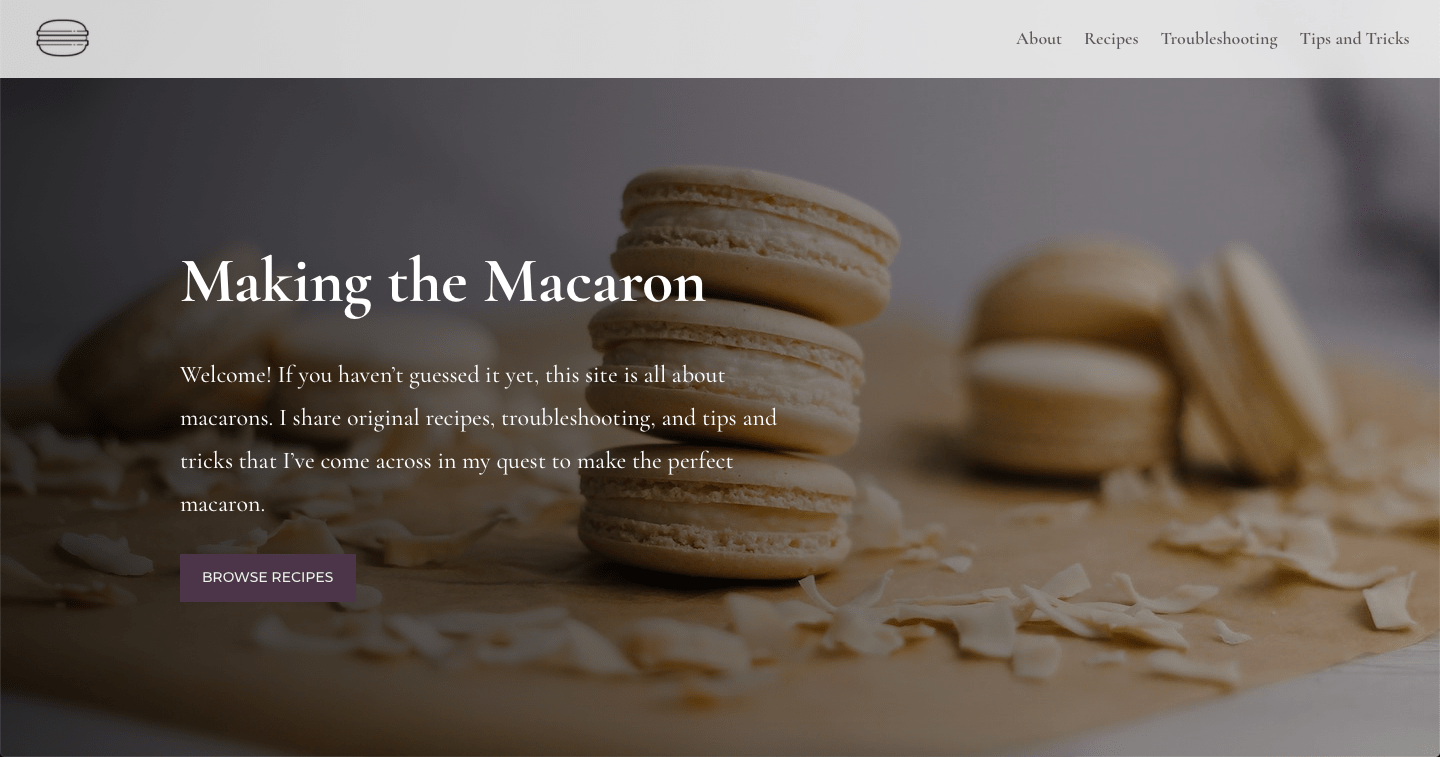 About Recipes Troubleshooting Tips and Tricks
Making the Macaron
Welcome! If you haven’t guessed it yet, this site is all about
macarons. I share original recipes, troubleshooting, and tips and
tricks that I’ve come across in my quest to make the perfect
macaron.
BROWSE RECIPES